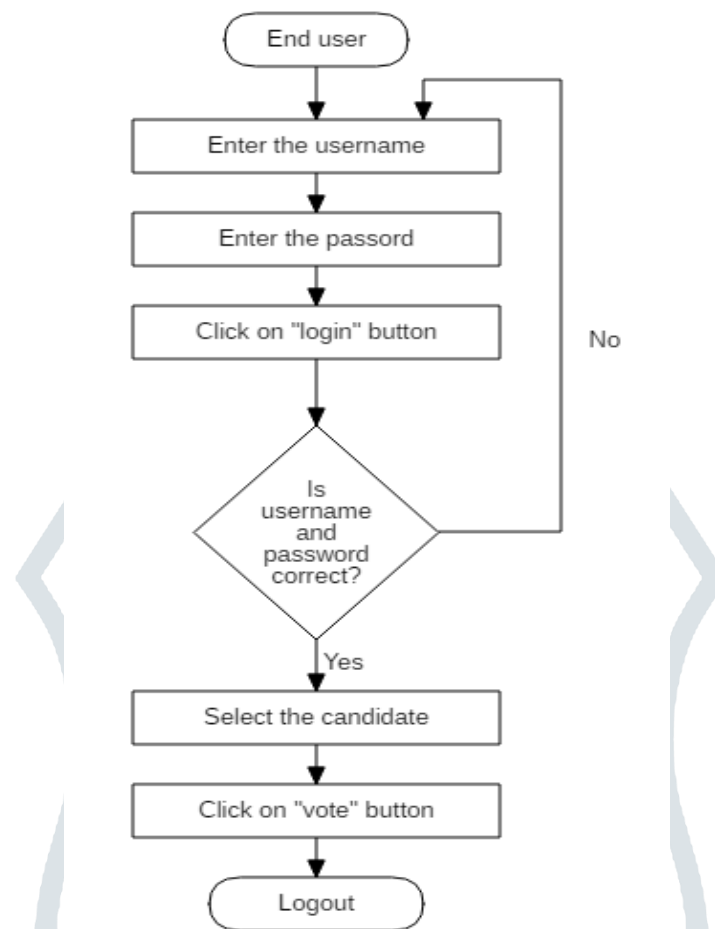 End user
Enter the username
Enter the passord
Click on "login" button
No
Is
username
and
password
correct?
Yes
Select the candidate
Click on "vote" button
Logout